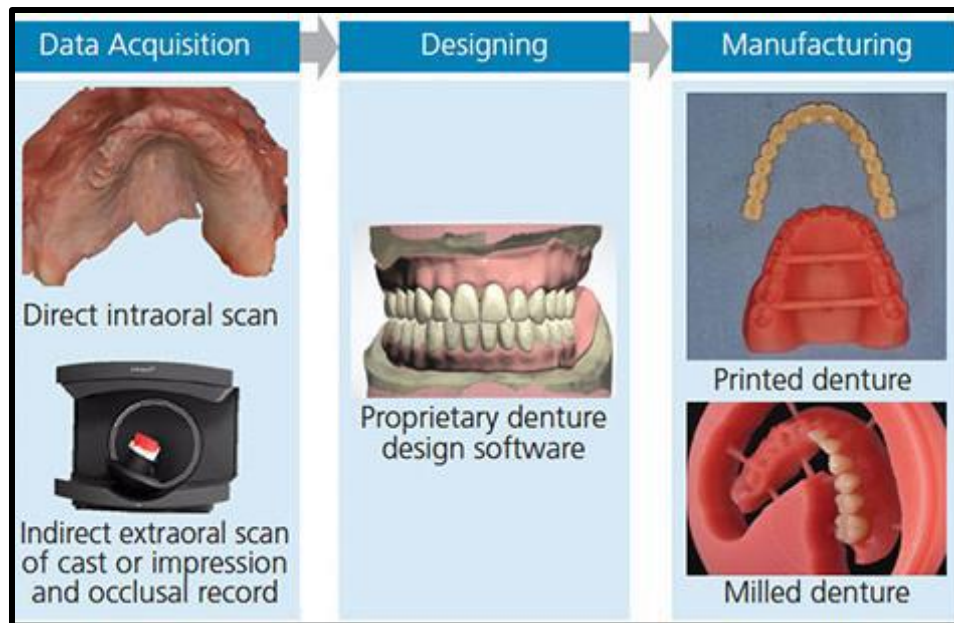 Data Acquisition
Designing
Manufacturing
Direct intraoral scan
Indirect extraoral scan
of cast or impression
and occlusal record
Proprietary denture
design software
Printed denture
Milled denture